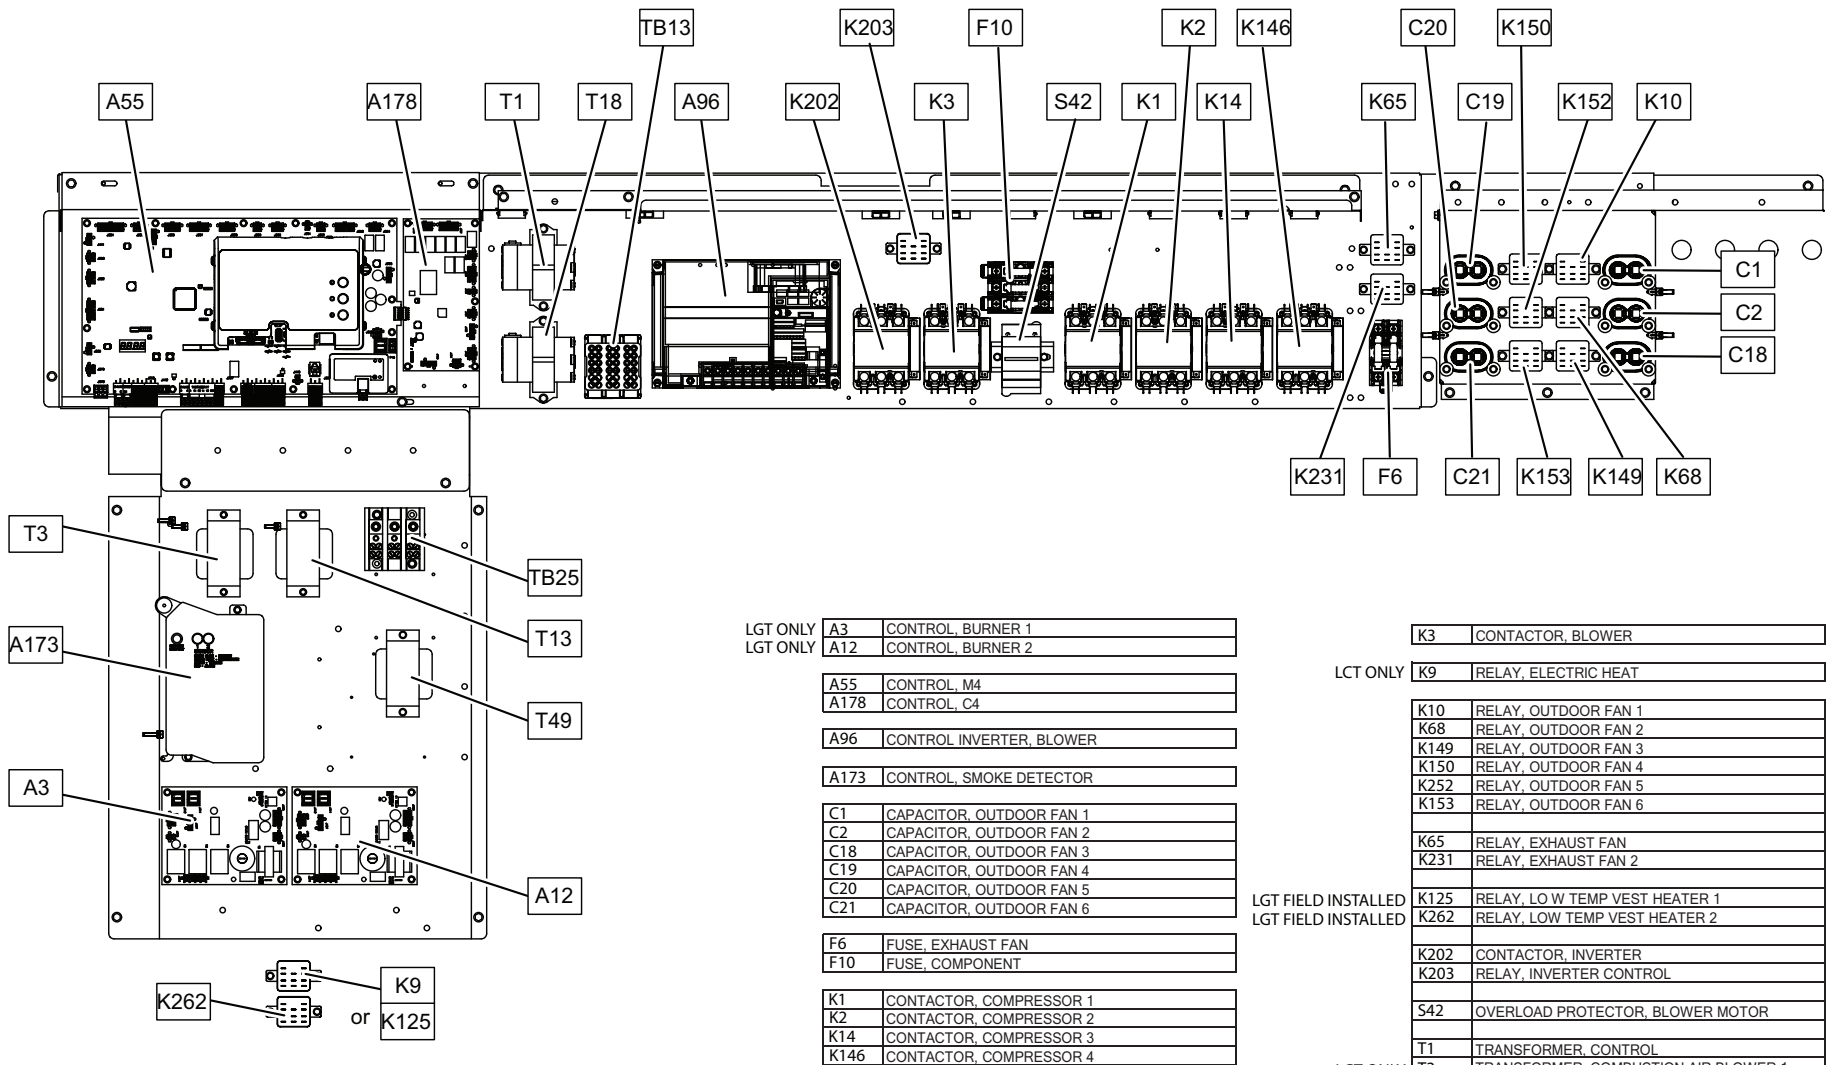 TB13 K203 F10 K2 K146 C20 K150
A55 A178 T1 T18 A96 K202 K3 S42 K1 K14 K65 C19 K152 K10
C1
C2
C18
K231 F6 C21 K153 K149 K68
T3
TB25
T13
A173
T49
A3
A12
K9
K262
or K125
LGT ONLY A3 CONTROL, BURNER 1
LGT ONLY A12 CONTROL, BURNER 2
A55 CONTROL, M4
A178 CONTROL, C4
A96 CONTROL INVERTER, BLOWER
A173 CONTROL, SMOKE DETECTOR
C1 CAPACITOR, OUTDOOR FAN 1
C2 CAPACITOR, OUTDOOR FAN 2
C18 CAPACITOR, OUTDOOR FAN 3
C19 CAPACITOR, OUTDOOR FAN 4
C20 CAPACITOR, OUTDOOR FAN 5
C21 CAPACITOR, OUTDOOR FAN 6
F6 FUSE, EXHAUST FAN
F10 FUSE, COMPONENT
K1 CONTACTOR, COMPRESSOR 1
K2 CONTACTOR, COMPRESSOR 2
K14 CONTACTOR, COMPRESSOR 3
K146 CONTACTOR, COMPRESSOR 4
K3 CONTACTOR, BLOWER
LCT ONLY K9 RELAY, ELECTRIC HEAT
K10 RELAY, OUTDOOR FAN 1
K68 RELAY, OUTDOOR FAN 2
K149 RELAY, OUTDOOR FAN 3
K150 RELAY, OUTDOOR FAN 4
K252 RELAY, OUTDOOR FAN 5
K153 RELAY, OUTDOOR FAN 6
K65 RELAY, EXHAUST FAN
K231 RELAY, EXHAUST FAN 2
LGT FIELD INSTALLED K125 RELAY, LO W TEMP VEST HEATER 1
LGT FIELD INSTALLED K262 RELAY, LOW TEMP VEST HEATER 2
K202 CONTACTOR, INVERTER
K203 RELAY, INVERTER CONTROL
S42 OVERLOAD PROTECTOR, BLOWER MOTOR
T1 TRANSFORMER, CONTROL